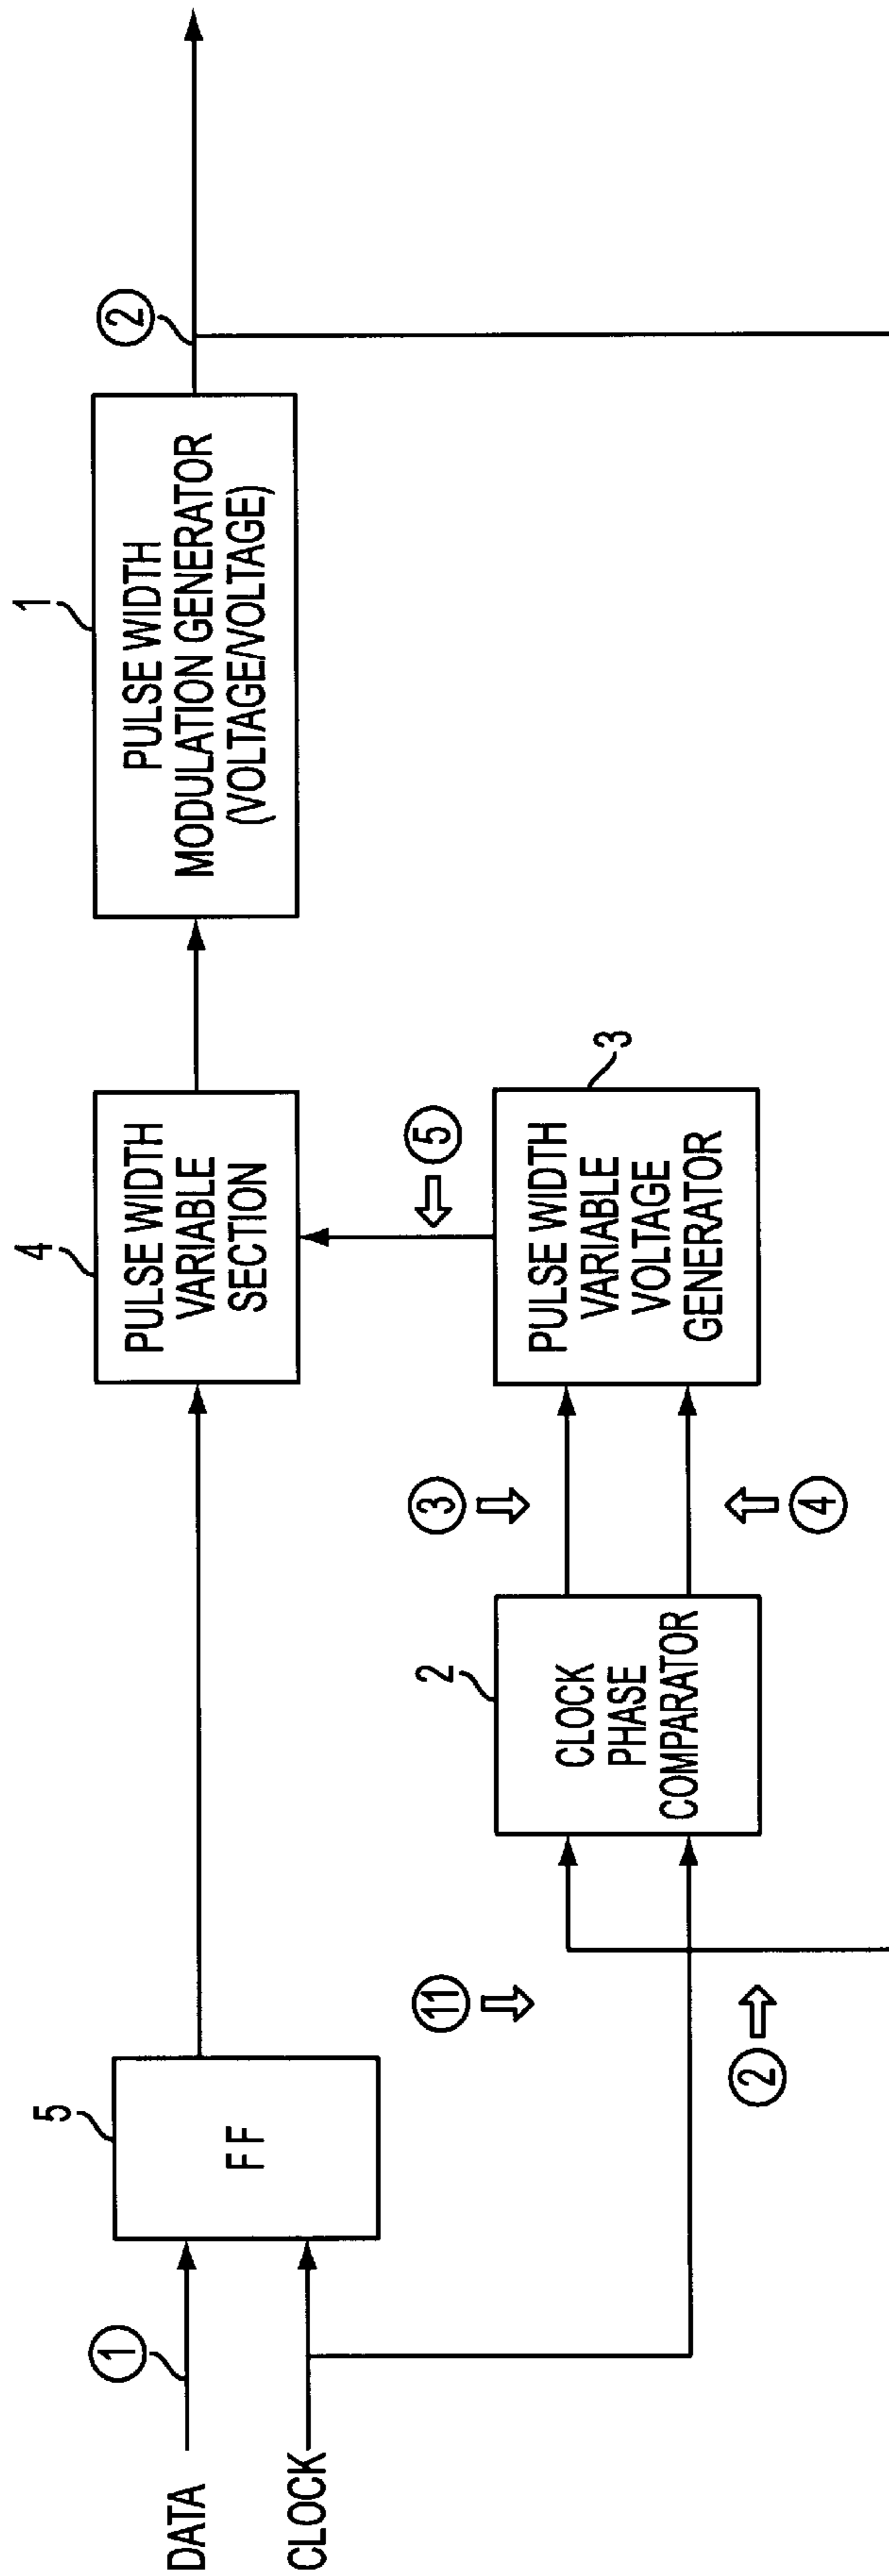 1
PULSE WIDTH
MODULATION GENERATOR
(VOLTAGE/VOLTAGE)
②
4
PULSE WIDTH
VARIABLE
SECTION
⑤
3
PULSE WIDTH
VARIABLE
VOLTAGE
GENERATOR
③
④
2
CLOCK
PHASE
COMPARATOR
⑪
②
5
FF
①
DATA
CLOCK